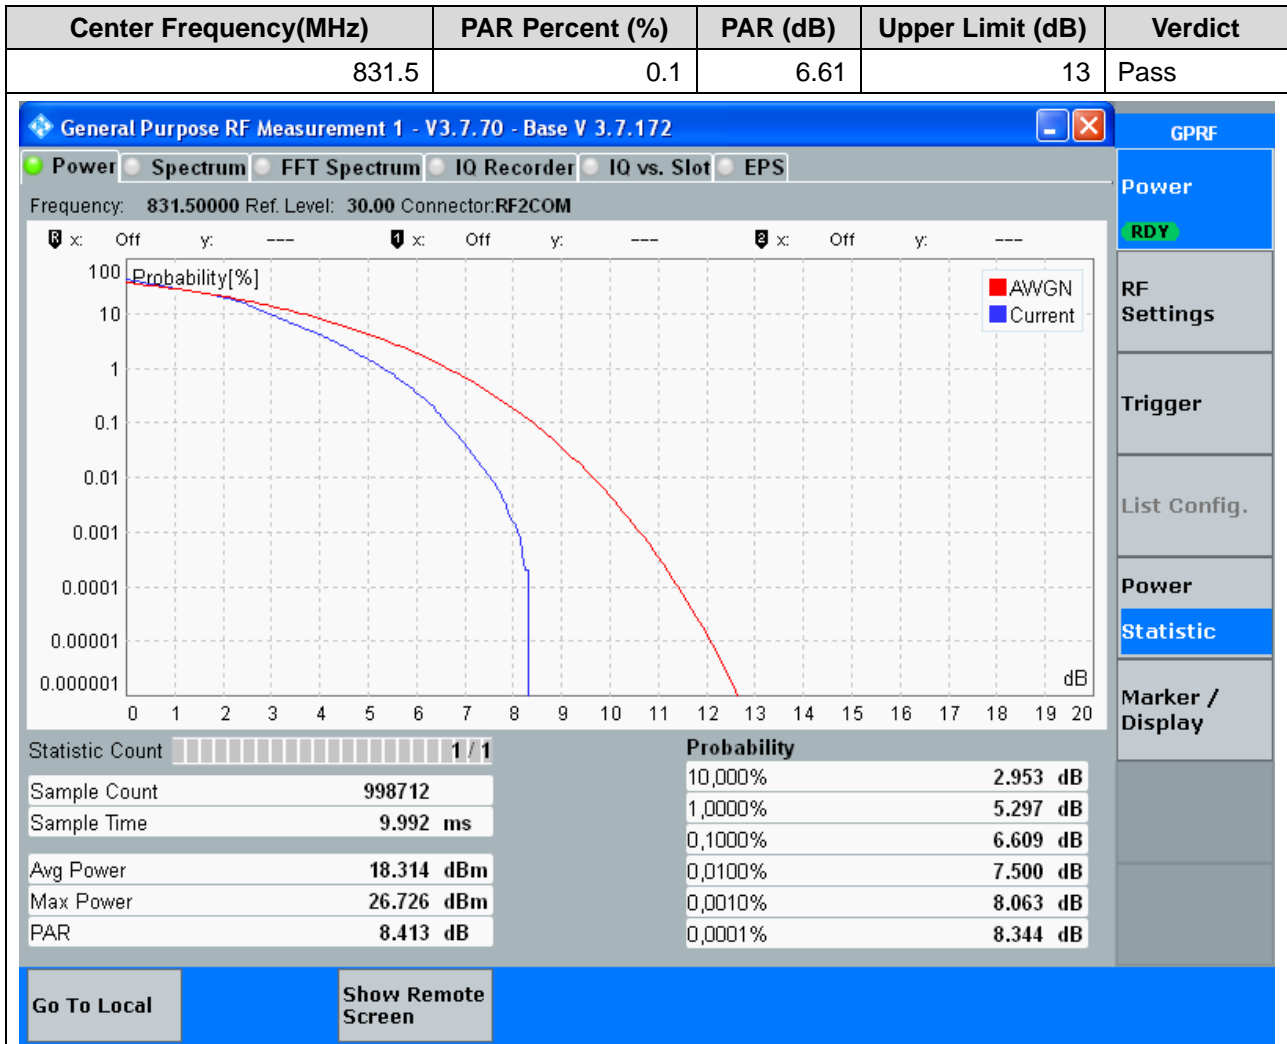 Center Frequency(MHz) PAR Percent (%) PAR (dB) Upper Limit (dB) Verdict
831.5 0.1 6.61 13 Pass
General Purpose RF Measurement 1 - V3.7.70 - Base V 3.7.172
GPRF
Power Spectrum FFT Spectrum IQ Recorder IQ vs. Slot EPS
Frequency: 831.50000 Ref. Level: 30.00 Connector:RF2COM
R x: Off y: --- 1 x: Off y: --- 2 x: Off y: ---
Probability[%]
100
10
1
0.1
0.01
0.001
0.0001
0.00001
0.000001
AWGN
Current
dB
0 1 2 3 4 5 6 7 8 9 10 11 12 13 14 15 16 17 18 19 20
Statistic Count 1 / 1
Sample Count 998712
Sample Time 9.992 ms
Avg Power 18.314 dBm
Max Power 26.726 dBm
PAR 8.413 dB
Probability
10,000% 2.953 dB
1,0000% 5.297 dB
0,1000% 6.609 dB
0,0100% 7.500 dB
0,0010% 8.063 dB
0,0001% 8.344 dB
Power
RDY
RF
Settings
Trigger
List Config.
Power
Statistic
Marker /
Display
Go To Local
Show Remote
Screen